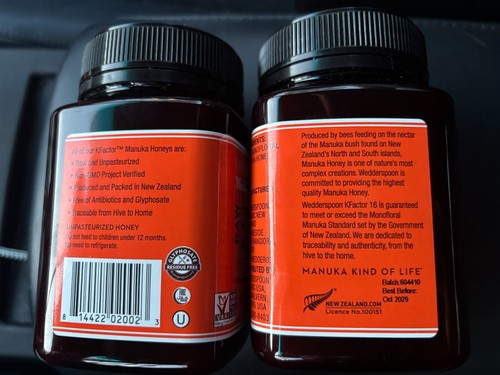 All of our KFactor™ Manuka Honeys are:
• Raw and Unpasteurized
• Non-GMO Project Verified
• Produced and Packed in New Zealand
• Free of Antibiotics and Glyphosate
• Traceable from Hive to Home
UNPASTEURIZED HONEY
Do not feed to children under 12 months.
No need to refrigerate.
GLYPHOSATE
RESIDUE FREE
8 14422 02002 3
U
Produced by bees feeding on the nectar
of the Manuka bush found on New
Zealand's North and South islands,
Manuka Honey is one of nature's most
complex creations. Wedderspoon is
committed to providing the highest
quality Manuka Honey.
Wedderspoon KFactor 16 is guaranteed
to meet or exceed the Monofloral
Manuka Standard set by the Government
of New Zealand. We are dedicated to
traceability and authenticity, from the
hive to the home.
MANUKA KIND OF LIFE
Batch:604410
Best Before:
Oct 2029
NEWZEALAND.COM
Licence No.100151